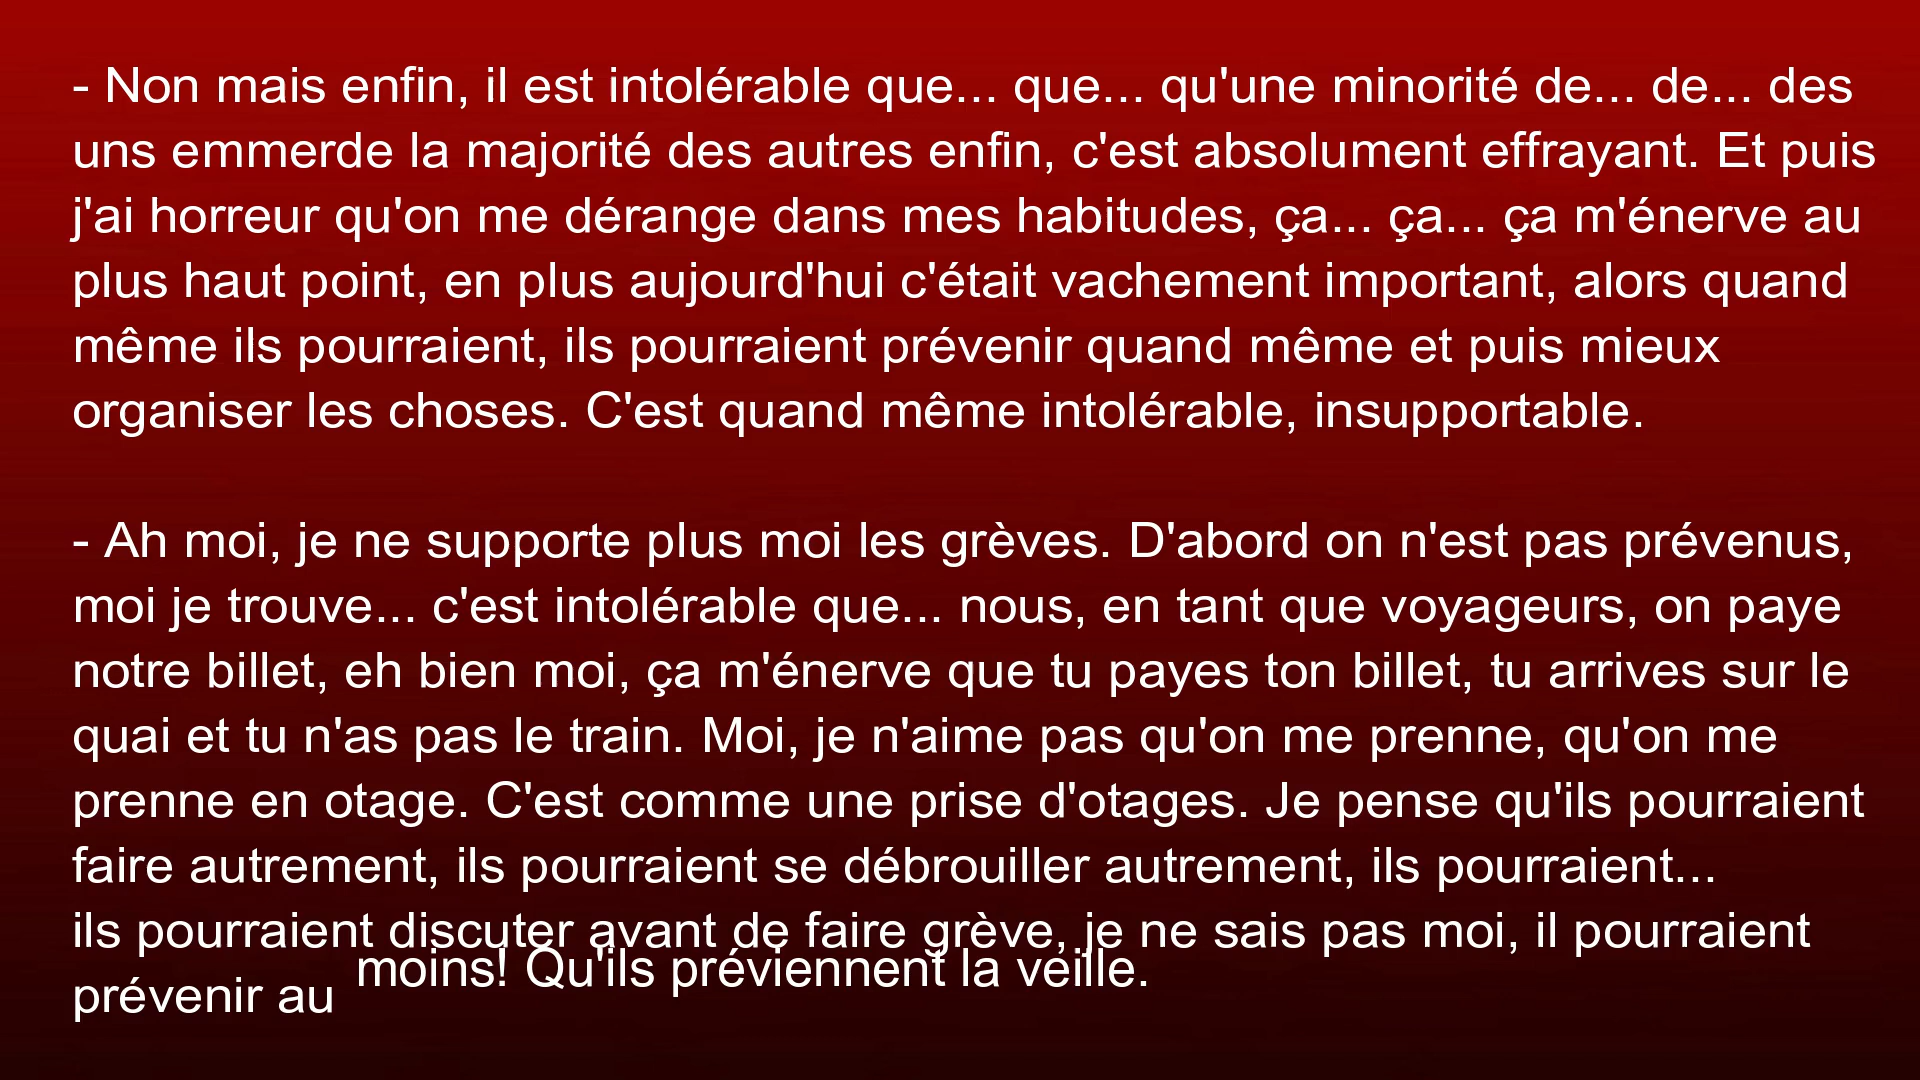 - Non mais enfin, il est intolérable que... que... qu'une minorité de... de... des
uns emmerde la majorité des autres enfin, c'est absolument effrayant. Et puis
j'ai horreur qu'on me dérange dans mes habitudes, ça... ça... ça m'énerve au
plus haut point, en plus aujourd'hui c'était vachement important, alors quand
même ils pourraient, ils pourraient prévenir quand même et puis mieux
organiser les choses. C'est quand même intolérable, insupportable.
- Ah moi, je ne supporte plus moi les grèves. D'abord on n'est pas prévenus,
moi je trouve... c'est intolérable que... nous, en tant que voyageurs, on paye
notre billet, eh bien moi, ça m'énerve que tu payes ton billet, tu arrives sur le
quai et tu n'as pas le train. Moi, je n'aime pas qu'on me prenne, qu'on me
prenne en otage. C'est comme une prise d'otages. Je pense qu'ils pourraient
faire autrement, ils pourraient se débrouiller autrement, ils pourraient...
ils pourraient discuter avant de faire grève, je ne sais pas moi, il pourraient
prévenir au
moins! Qu'ils préviennent la veille.